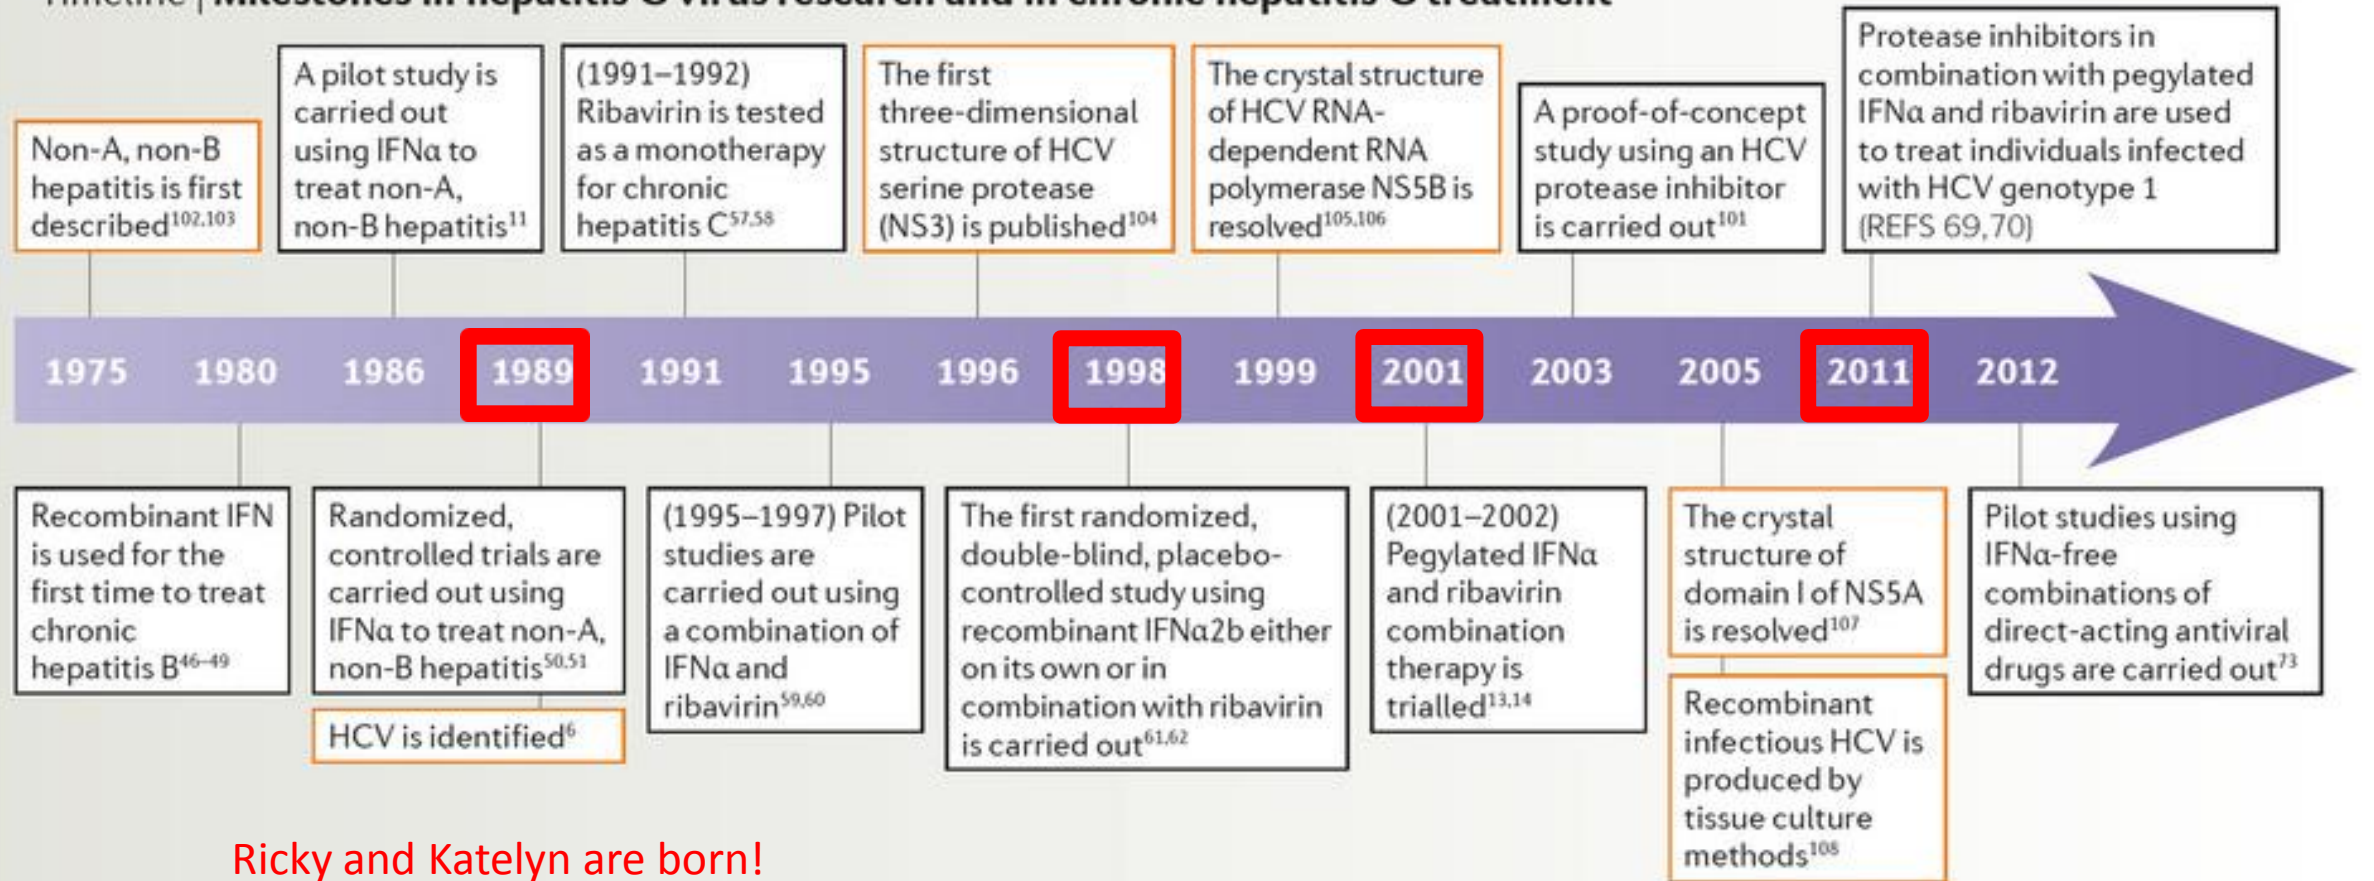 Timeline | Milestones in hepatitis C virus research and in chronic hepatitis C treatment
Non-A, non-B
hepatitis is first
described102,103
A pilot study is
carried out
using IFNα to
treat non-A,
non-B hepatitis11
(1991–1992)
Ribavirin is tested
as a monotherapy
for chronic
hepatitis C57,58
The first
three-dimensional
structure of HCV
serine protease
(NS3) is published104
The crystal structure
of HCV RNA-
dependent RNA
polymerase NS5B is
resolved105,106
A proof-of-concept
study using an HCV
protease inhibitor
is carried out101
Protease inhibitors in
combination with pegylated
IFNα and ribavirin are used
to treat individuals infected
with HCV genotype 1
(REFS 69,70)
1975 1980 1986 1989 1991 1995 1996 1998 1999 2001 2003 2005 2011 2012
Recombinant IFN
is used for the
first time to treat
chronic
hepatitis B46–49
Randomized,
controlled trials are
carried out using
IFNα to treat non-A,
non-B hepatitis50,51
HCV is identified6
(1995–1997) Pilot
studies are
carried out using
a combination of
IFNα and
ribavirin59,60
The first randomized,
double-blind, placebo-
controlled study using
recombinant IFNα2b either
on its own or in
combination with ribavirin
is carried out61,62
(2001–2002)
Pegylated IFNα
and ribavirin
combination
therapy is
trialled13,14
The crystal
structure of
domain I of NS5A
is resolved107
Recombinant
infectious HCV is
produced by
tissue culture
methods108
Pilot studies using
IFNα-free
combinations of
direct-acting antiviral
drugs are carried out73
Ricky and Katelyn are born!